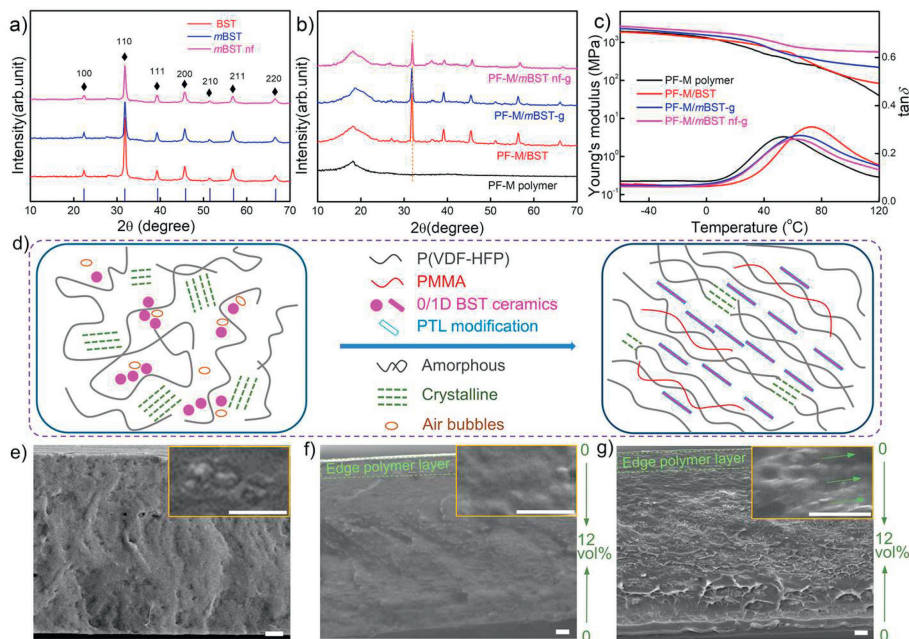 a)
BST
mBST
mBST nf
110
100
111
200
210
211
220
Intensity(arb.unit)
10 20 30 40 50 60 70
2θ (degree)
b)
PF-M/mBST nf-g
PF-M/mBST-g
PF-M/BST
PF-M polymer
Intensity(arb.unit)
10 20 30 40 50 60 70
2θ(degree)
c)
Young's modulus (MPa)
10³
10²
10¹
10⁰
10⁻¹
PF-M polymer
PF-M/BST
PF-M/mBST-g
PF-M/mBST nf-g
0.6
0.4
0.2
0.0
tanδ
0 40 80 120
Temperature (°C)
d)
P(VDF-HFP)
PMMA
0/1D BST ceramics
PTL modification
Amorphous
Crystalline
Air bubbles
e)
f)
Edge polymer layer
0
12
vol%
0
g)
Edge polymer layer
0
12
vol%
0